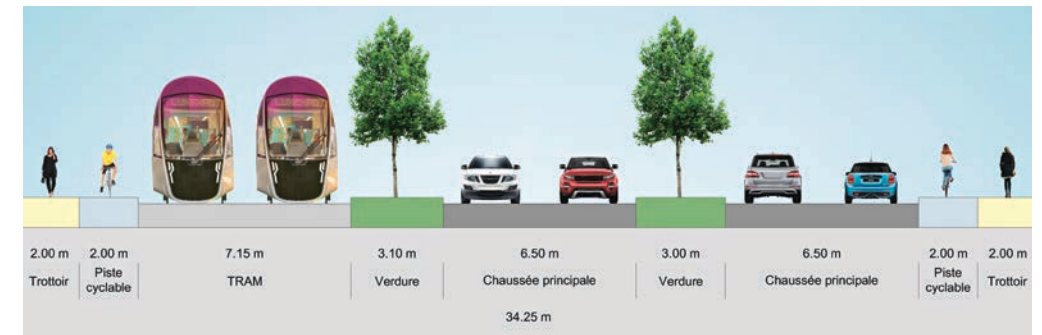 2.00 m 2.00 m 7.15 m 3.10 m 6.50 m 3.00 m 6.50 m 2.00 m 2.00 m
Trottoir Piste cyclable TRAM Verdure Chaussée principale Verdure Chaussée principale Piste cyclable Trottoir
34.25 m